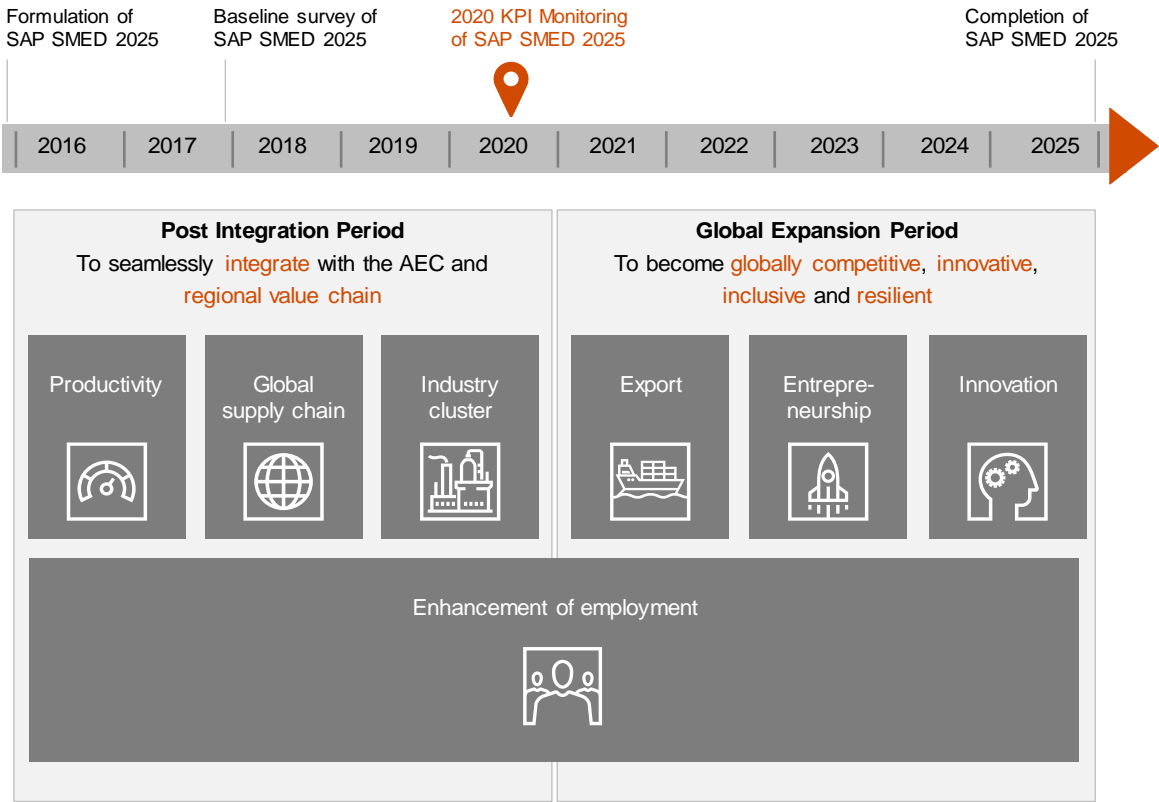 Formulation of
SAP SMED 2025
Baseline survey of
SAP SMED 2025
2020 KPI Monitoring
of SAP SMED 2025
Completion of
SAP SMED 2025
2016 2017 2018 2019 2020 2021 2022 2023 2024 2025
Post Integration Period
To seamlessly integrate with the AEC and
regional value chain
Global Expansion Period
To become globally competitive, innovative,
inclusive and resilient
Productivity
Global
supply chain
Industry
cluster
Export
Entrepre-
neurship
Innovation
Enhancement of employment